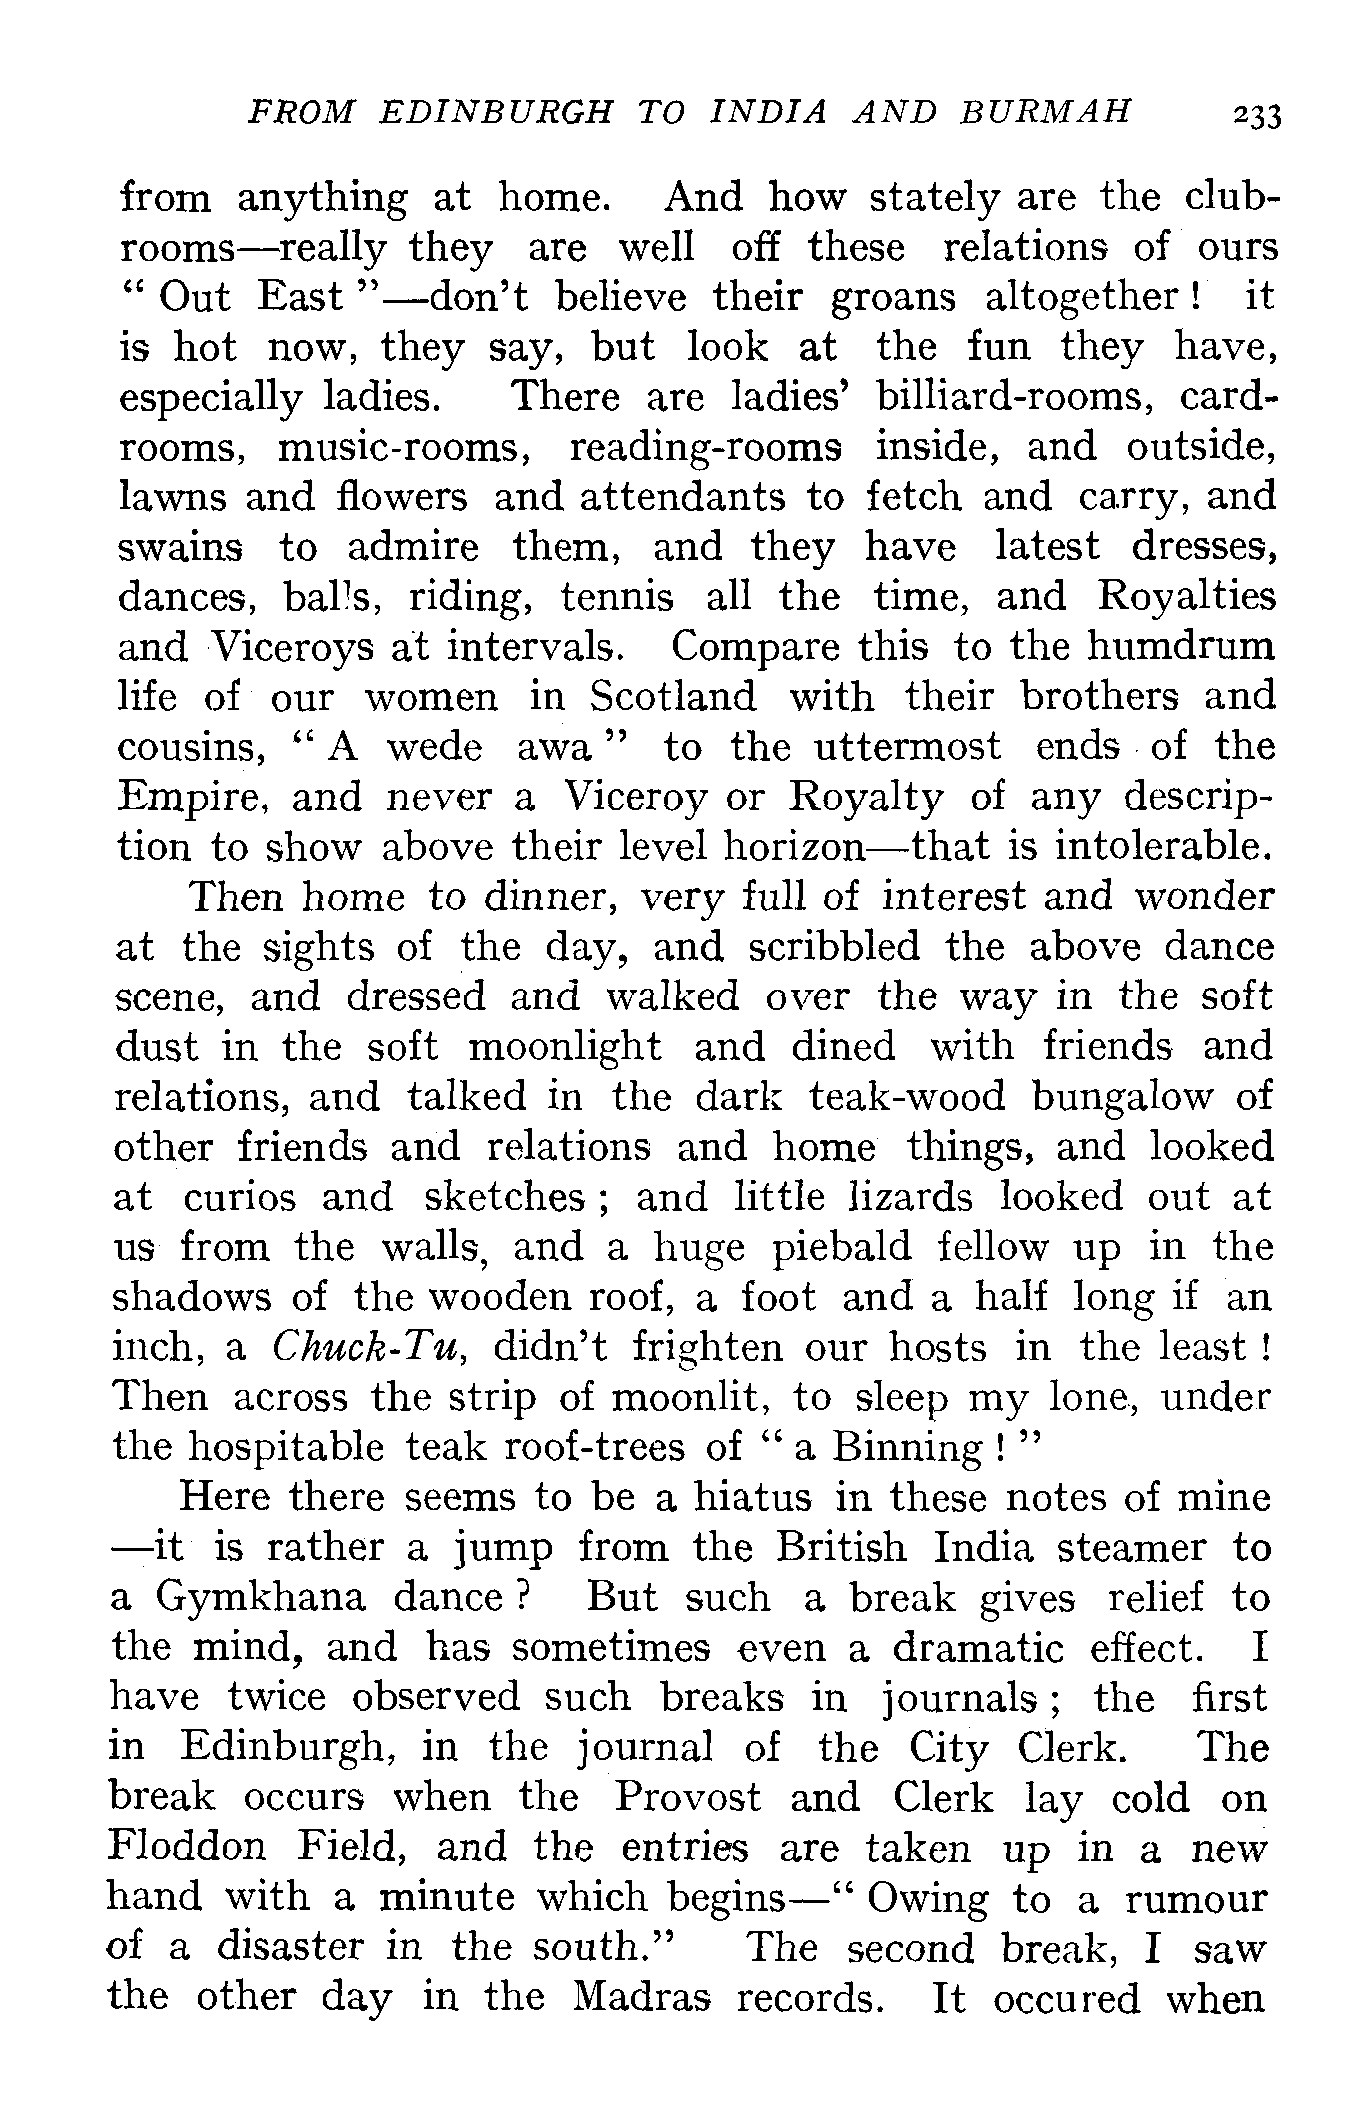 FROM EDINBURGH TO INDIA AND BURMAH 233
from anything at home. And how stately are the club-
rooms—really they are well off these relations of ours
“ Out East ”—don’t believe their groans altogether ! it
is hot now, they say, but look at the fun they have,
especially ladies. There are ladies’ billiard-rooms, card-
rooms, music-rooms, reading-rooms inside, and outside,
lawns and flowers and attendants to fetch and carry, and
swains to admire them, and they have latest dresses,
dances, balls, riding, tennis all the time, and Royalties
and Viceroys at intervals. Compare this to the humdrum
life of our women in Scotland with their brothers and
cousins, “ A wede awa ” to the uttermost ends of the
Empire, and never a Viceroy or Royalty of any descrip-
tion to show above their level horizon—that is intolerable.
Then home to dinner, very full of interest and wonder
at the sights of the day, and scribbled the above dance
scene, and dressed and walked over the way in the soft
dust in the soft moonlight and dined with friends and
relations, and talked in the dark teak-wood bungalow of
other friends and relations and home things, and looked
at curios and sketches ; and little lizards looked out at
us from the walls, and a huge piebald fellow up in the
shadows of the wooden roof, a foot and a half long if an
inch, a Chuck-Tu, didn’t frighten our hosts in the least !
Then across the strip of moonlit, to sleep my lone, under
the hospitable teak roof-trees of “ a Binning ! ”
Here there seems to be a hiatus in these notes of mine
—it is rather a jump from the British India steamer to
a Gymkhana dance ? But such a break gives relief to
the mind, and has sometimes even a dramatic effect. I
have twice observed such breaks in journals ; the first
in Edinburgh, in the journal of the City Clerk. The
break occurs when the Provost and Clerk lay cold on
Floddon Field, and the entries are taken up in a new
hand with a minute which begins—“ Owing to a rumour
of a disaster in the south.” The second break, I saw
the other day in the Madras records. It occured when